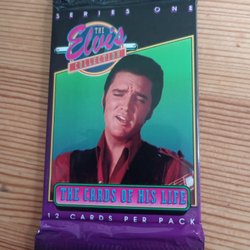 SERIES ONE
THE
Elvis
COLLECTION
THE CARDS OF HIS LIFE
12 CARDS PER PACK